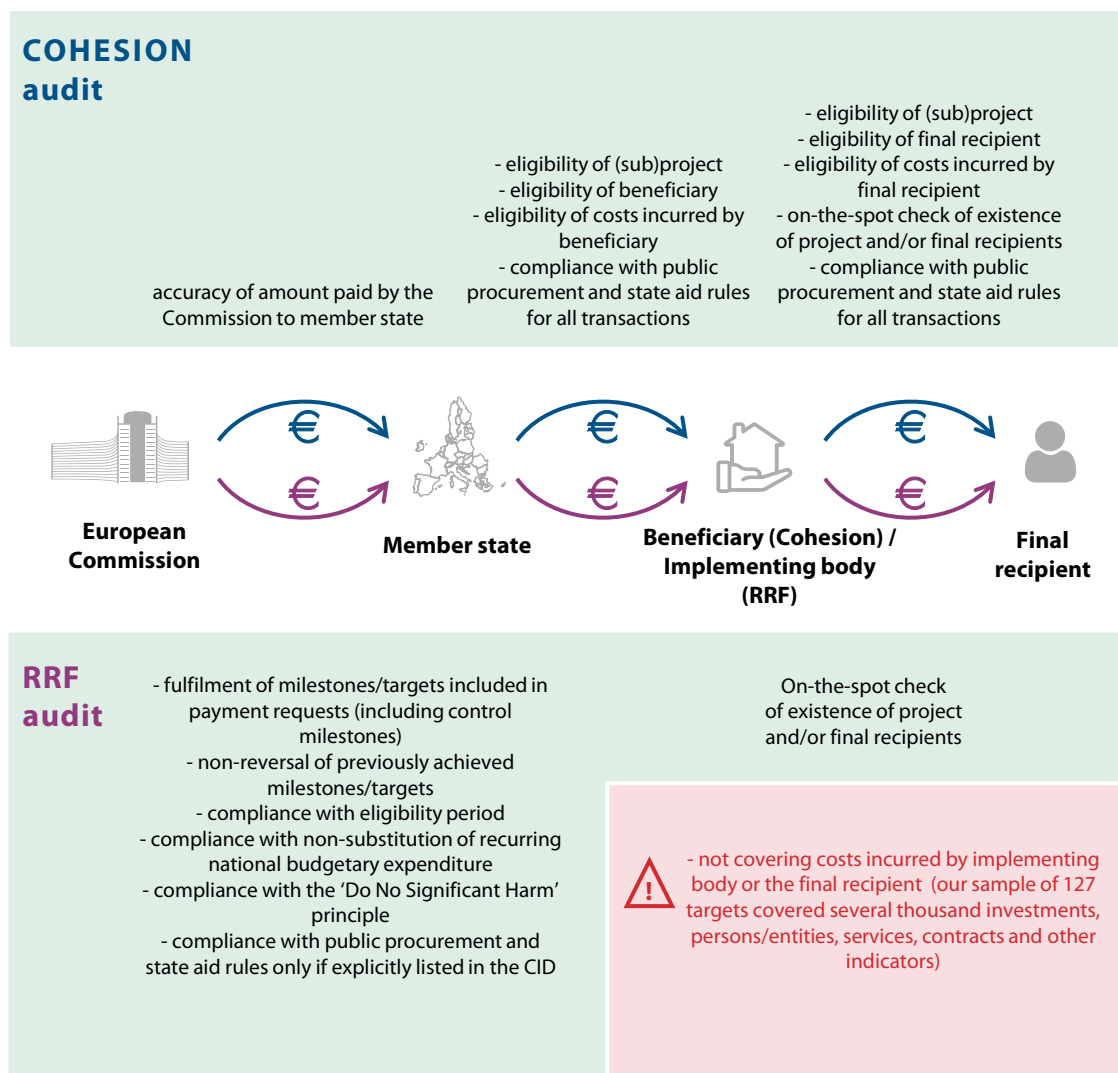 COHESION
audit
accuracy of amount paid by the
Commission to member state
- eligibility of (sub)project
- eligibility of beneficiary
- eligibility of costs incurred by
beneficiary
- compliance with public
procurement and state aid rules
for all transactions
- eligibility of (sub)project
- eligibility of final recipient
- eligibility of costs incurred by
final recipient
- on-the-spot check of existence
of project and/or final recipients
- compliance with public
procurement and state aid rules
for all transactions
€
€
€
€
€
€
European
Commission
Member state
Beneficiary (Cohesion) /
Implementing body
(RRF)
Final
recipient
RRF
audit
- fulfilment of milestones/targets included in
payment requests (including control
milestones)
- non-reversal of previously achieved
milestones/targets
- compliance with eligibility period
- compliance with non-substitution of recurring
national budgetary expenditure
- compliance with the ‘Do No Significant Harm’
principle
- compliance with public procurement and
state aid rules only if explicitly listed in the CID
On-the-spot check
of existence of project
and/or final recipients
!
- not covering costs incurred by implementing
body or the final recipient (our sample of 127
targets covered several thousand investments,
persons/entities, services, contracts and other
indicators)